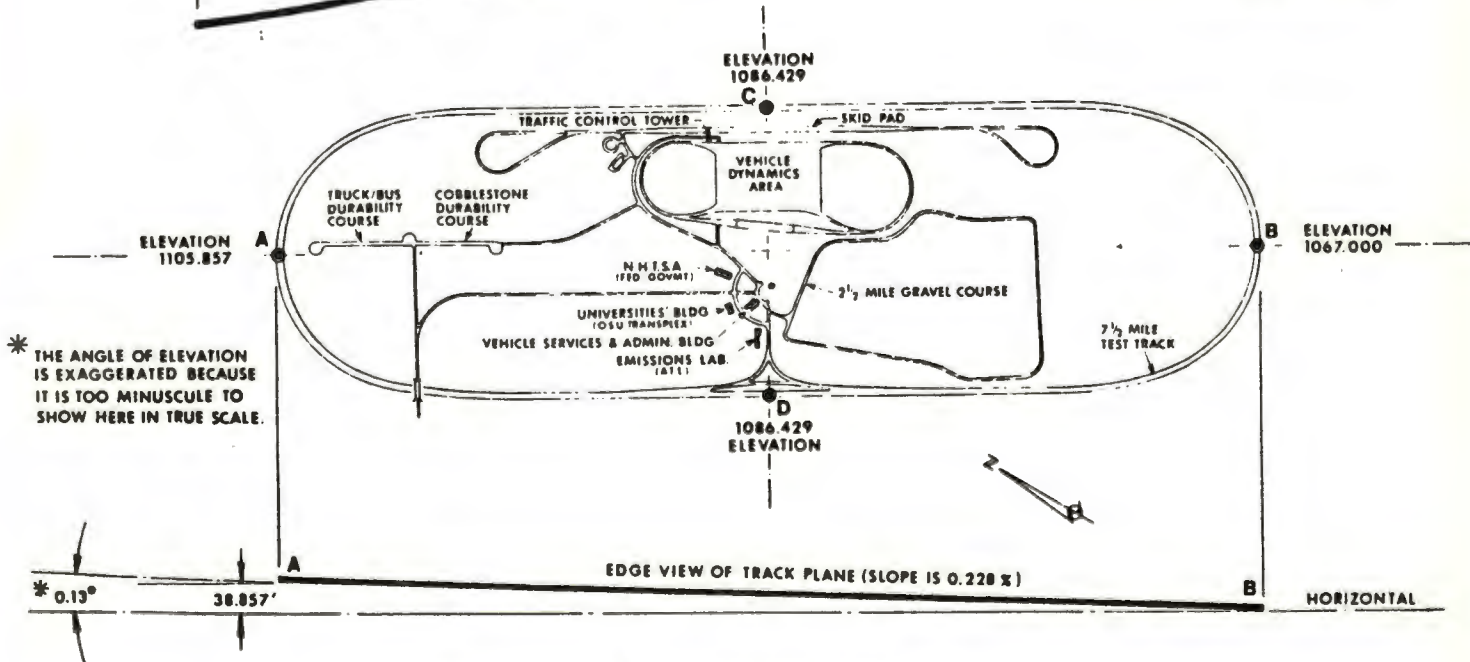 ELEVATION
1086.429
C
TRAFFIC CONTROL TOWER
SKID PAD
VEHICLE
DYNAMICS
AREA
TRUCK/BUS
DURABILITY
COURSE
COBBLESTONE
DURABILITY
COURSE
ELEVATION
1105.857
A
B
ELEVATION
1067.000
N.H.T.S.A
(FED GOVMT)
2½ MILE GRAVEL COURSE
UNIVERSITIES' BLDG
(OSU TRANSPLEX)
VEHICLE SERVICES & ADMIN. BLDG
EMISSIONS LAB.
7½ MILE
TEST TRACK
* THE ANGLE OF ELEVATION
IS EXAGGERATED BECAUSE
IT IS TOO MINUSCULE TO
SHOW HERE IN TRUE SCALE.
D
1086.429
ELEVATION
N
A
EDGE VIEW OF TRACK PLANE (SLOPE IS 0.228 %)
B
* 0.13°
38.857'
HORIZONTAL